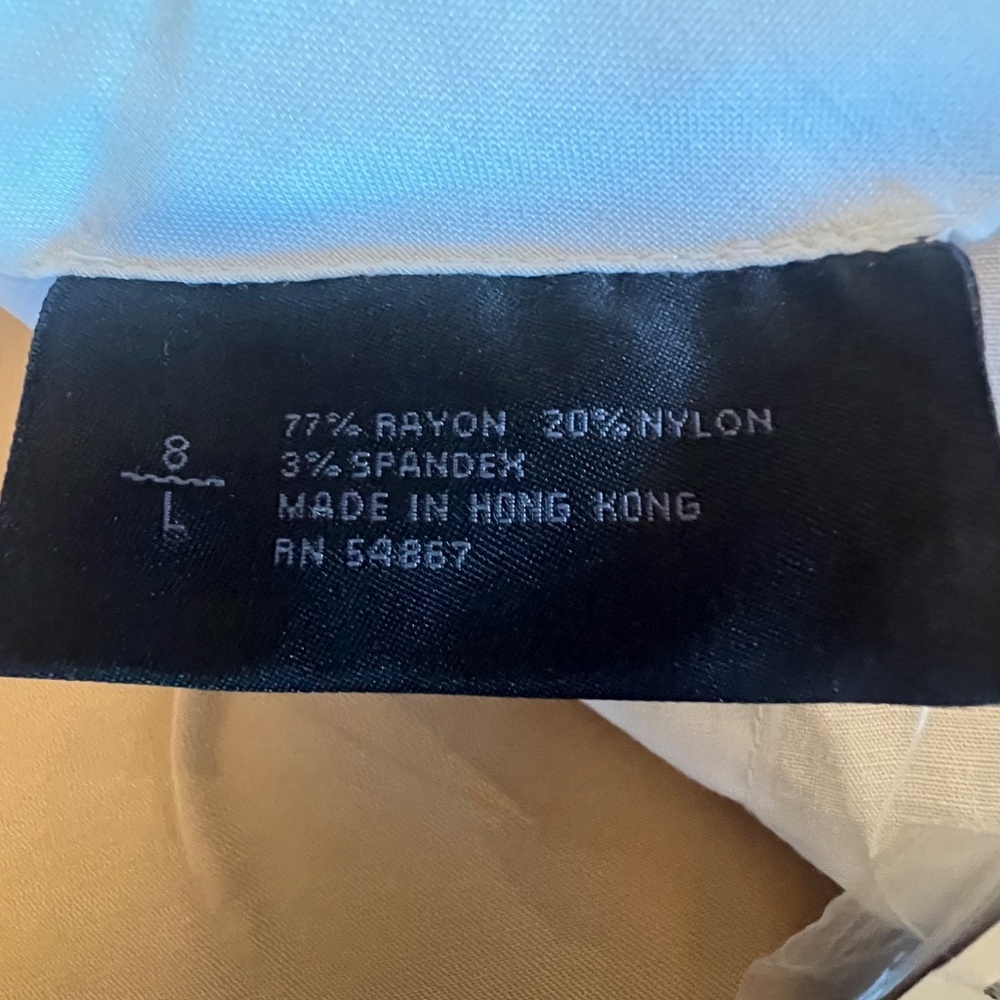 8
L
77% RAYON 20% NYLON
3% SPANDEX
MADE IN HONG KONG
RN 54867